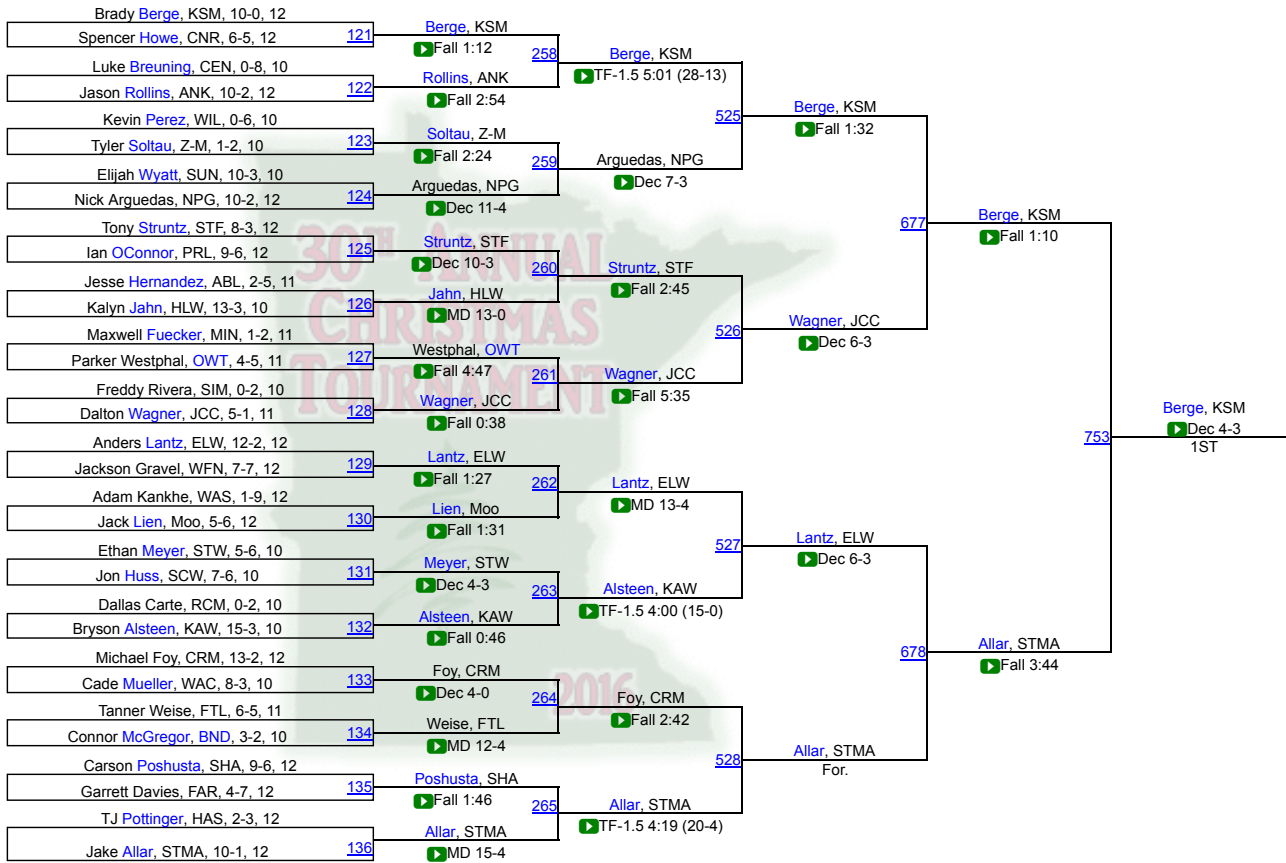 Brady Berge, KSM, 10-0, 12
Spencer Howe, CNR, 6-5, 12
121
Luke Breuning, CEN, 0-8, 10
Jason Rollins, ANK, 10-2, 12
122
Kevin Perez, WIL, 0-6, 10
Tyler Soltau, Z-M, 1-2, 10
123
Elijah Wyatt, SUN, 10-3, 10
Nick Arguedas, NPG, 10-2, 12
124
Tony Struntz, STF, 8-3, 12
Ian OConnor, PRL, 9-6, 12
125
Jesse Hernandez, ABL, 2-5, 11
Kalyn Jahn, HLW, 13-3, 10
126
Maxwell Fuecker, MIN, 1-2, 11
Parker Westphal, OWT, 4-5, 11
127
Freddy Rivera, SIM, 0-2, 10
Dalton Wagner, JCC, 5-1, 11
128
Anders Lantz, ELW, 12-2, 12
Jackson Gravel, WFN, 7-7, 12
129
Adam Kankhe, WAS, 1-9, 12
Jack Lien, Moo, 5-6, 12
130
Ethan Meyer, STW, 5-6, 10
Jon Huss, SCW, 7-6, 10
131
Dallas Carte, RCM, 0-2, 10
Bryson Alsteen, KAW, 15-3, 10
132
Michael Foy, CRM, 13-2, 12
Cade Mueller, WAC, 8-3, 10
133
Tanner Weise, FTL, 6-5, 11
Connor McGregor, BND, 3-2, 10
134
Carson Poshusta, SHA, 9-6, 12
Garrett Davies, FAR, 4-7, 12
135
TJ Pottinger, HAS, 2-3, 12
Jake Allar, STMA, 10-1, 12
136
Berge, KSM
Fall 1:12
258
Rollins, ANK
Fall 2:54
Soltau, Z-M
Fall 2:24
259
Arguedas, NPG
Dec 11-4
Struntz, STF
Dec 10-3
260
Jahn, HLW
MD 13-0
Westphal, OWT
Fall 4:47
261
Wagner, JCC
Fall 0:38
Lantz, ELW
Fall 1:27
262
Lien, Moo
Fall 1:31
Meyer, STW
Dec 4-3
263
Alsteen, KAW
Fall 0:46
Foy, CRM
Dec 4-0
264
Weise, FTL
MD 12-4
Poshusta, SHA
Fall 1:46
265
Allar, STMA
MD 15-4
Berge, KSM
TF-1.5 5:01 (28-13)
525
Arguedas, NPG
Dec 7-3
Struntz, STF
Fall 2:45
526
Wagner, JCC
Fall 5:35
Lantz, ELW
MD 13-4
527
Alsteen, KAW
TF-1.5 4:00 (15-0)
Foy, CRM
Fall 2:42
528
Allar, STMA
TF-1.5 4:19 (20-4)
Berge, KSM
Fall 1:32
677
Wagner, JCC
Dec 6-3
Lantz, ELW
Dec 6-3
678
Allar, STMA
For.
Berge, KSM
Fall 1:10
753
Allar, STMA
Fall 3:44
Berge, KSM
Dec 4-3
1ST
30TH ANNUAL
CHRISTMAS
TOURNAMENT
2016